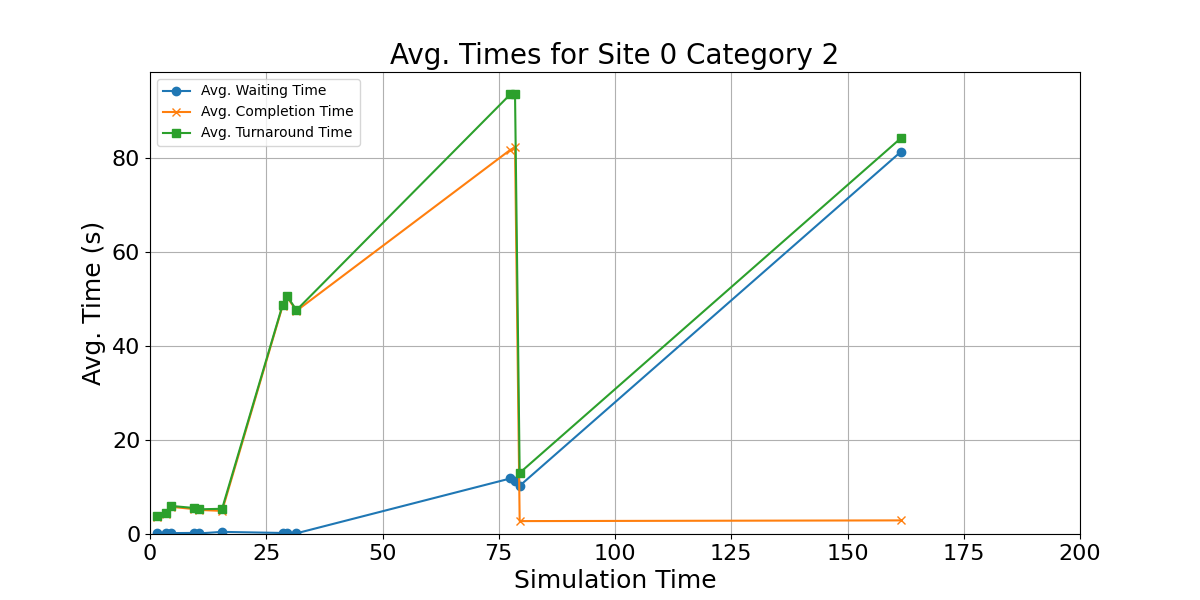 Avg. Times for Site 0 Category 2
Avg. Waiting Time
Avg. Completion Time
Avg. Turnaround Time
Avg. Time (s)
80
60
40
20
0
0 25 50 75 100 125 150 175 200
Simulation Time